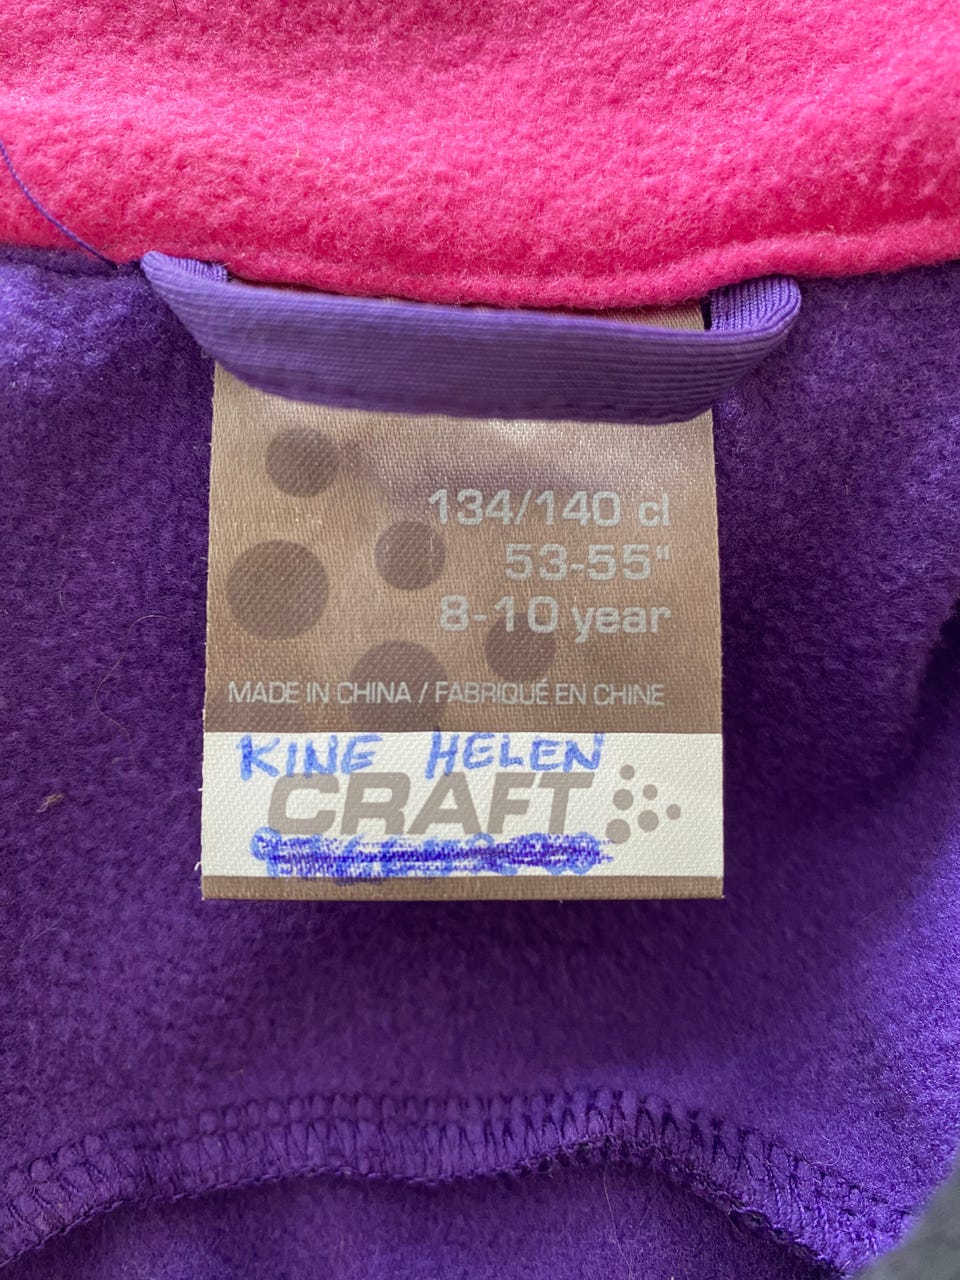 134/140 cl
53-55"
8-10 year
MADE IN CHINA / FABRIQUÉ EN CHINE
KINE HELEN
CRAFT